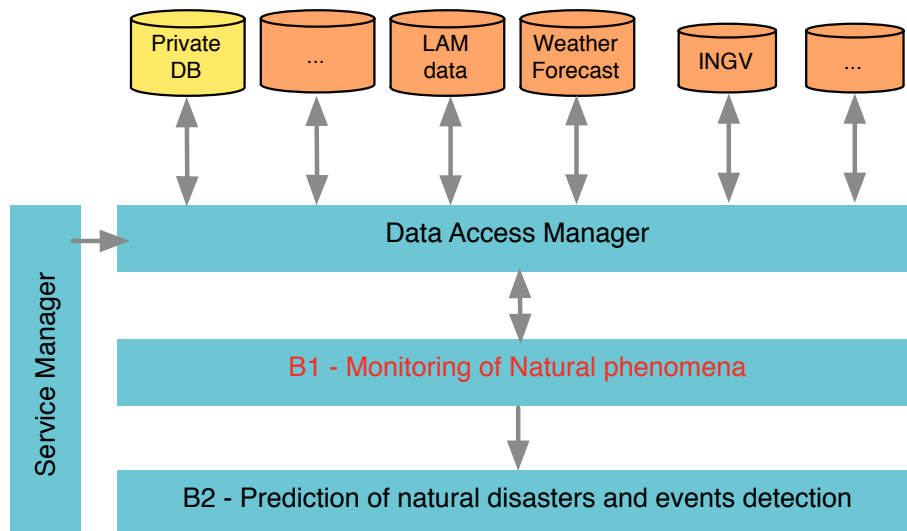 Private
DB
...
LAM
data
Weather
Forecast
INGV
...
Service Manager
Data Access Manager
B1 - Monitoring of Natural phenomena
B2 - Prediction of natural disasters and events detection